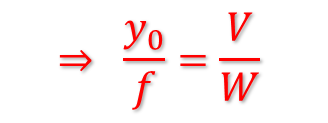 ⇒ y₀/f = V/W